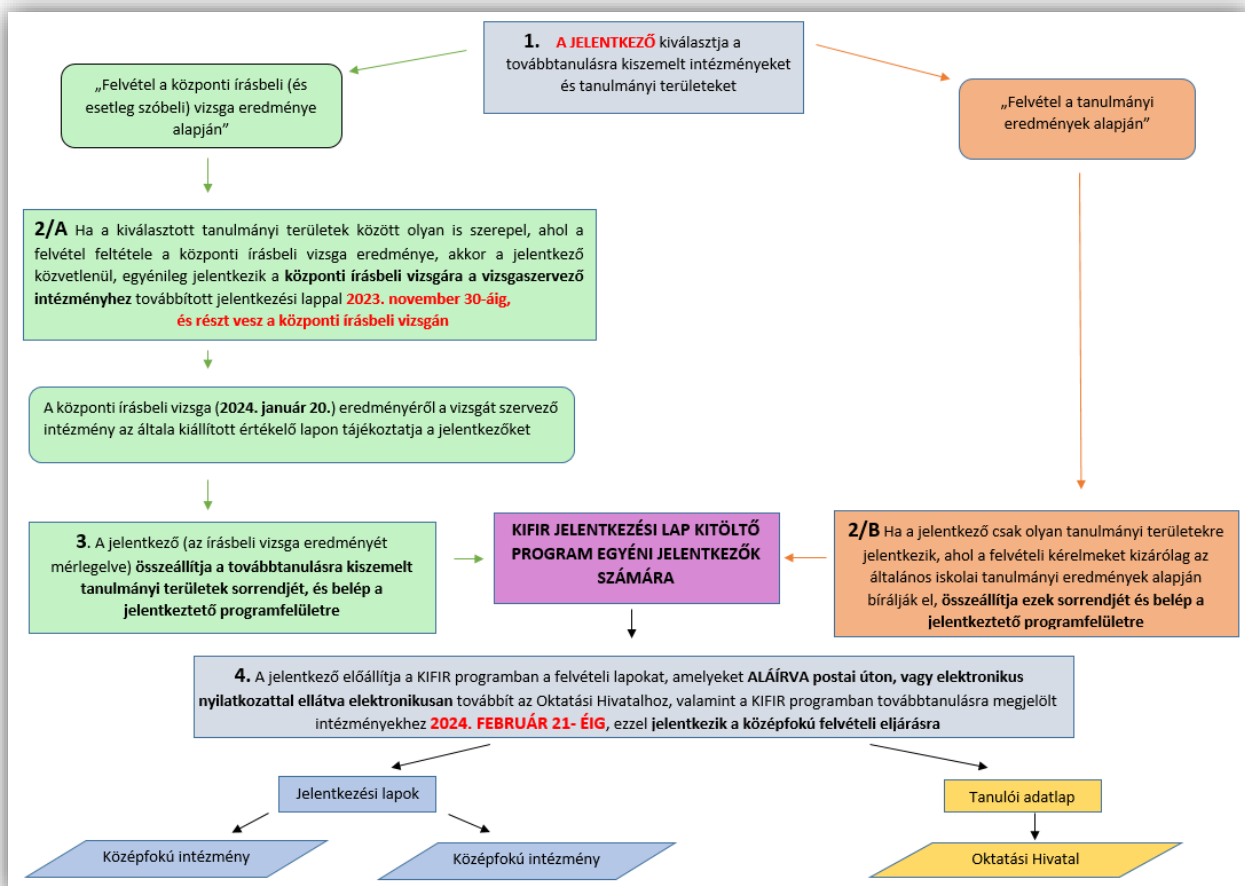 1. A JELENTKEZŐ kiválasztja a
továbbtanulásra kiszemelt intézményeket
és tanulmányi területeket
„Felvétel a központi írásbeli (és
esetleg szóbeli) vizsga eredménye
alapján”
„Felvétel a tanulmányi
eredmények alapján”
2/A Ha a kiválasztott tanulmányi területek között olyan is szerepel, ahol a
felvétel feltétele a központi írásbeli vizsga eredménye, akkor a jelentkező
közvetlenül, egyénileg jelentkezik a központi írásbeli vizsgára a vizsgaszervező
intézményhez továbbított jelentkezési lappal 2023. november 30-áig,
és részt vesz a központi írásbeli vizsgán
A központi írásbeli vizsga (2024. január 20.) eredményéről a vizsgát szervező
intézmény az általa kiállított értékelő lapon tájékoztatja a jelentkezőket
3. A jelentkező (az írásbeli vizsga eredményét
mérlegelve) összeállítja a továbbtanulásra kiszemelt
tanulmányi területek sorrendjét, és belép a
jelentkeztető programfelületre
KIFIR JELENTKEZÉSI LAP KITÖLTŐ
PROGRAM EGYÉNI JELENTKEZŐK
SZÁMÁRA
2/B Ha a jelentkező csak olyan tanulmányi területekre
jelentkezik, ahol a felvételi kérelmeket kizárólag az
általános iskolai tanulmányi eredmények alapján
bírálják el, összeállítja ezek sorrendjét és belép a
jelentkeztető programfelületre
4. A jelentkező előállítja a KIFIR programban a felvételi lapokat, amelyeket ALÁÍRVA postai úton, vagy elektronikus
nyilatkozattal ellátva elektronikusan továbbít az Oktatási Hivatalhoz, valamint a KIFIR programban továbbtanulásra megjelölt
intézményekhez 2024. FEBRUÁR 21- ÉIG, ezzel jelentkezik a középfokú felvételi eljárásra
Jelentkezési lapok
Tanulói adatlap
Középfokú intézmény
Középfokú intézmény
Oktatási Hivatal